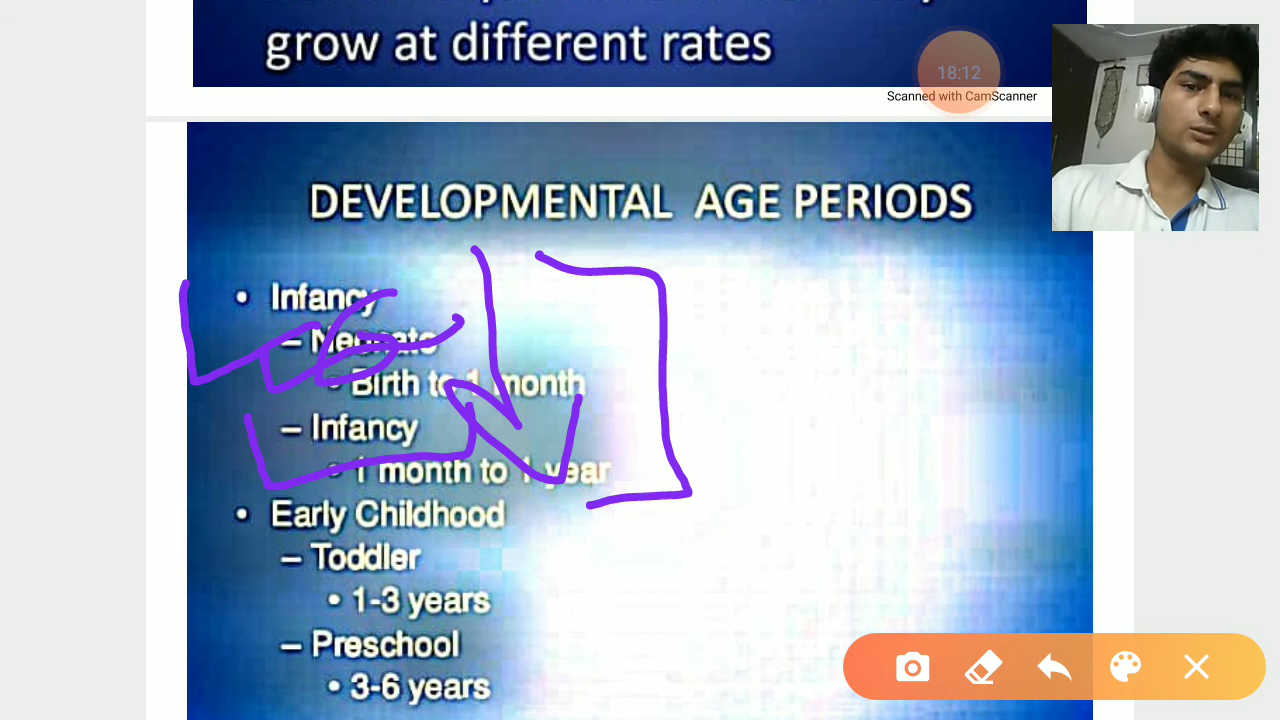 grow at different rates
18:12
Scanned with CamScanner
DEVELOPMENTAL AGE PERIODS
• Infancy
– Neonate
• Birth to 1 month
– Infancy
• 1 month to 1 year
• Early Childhood
– Toddler
• 1-3 years
– Preschool
• 3-6 years